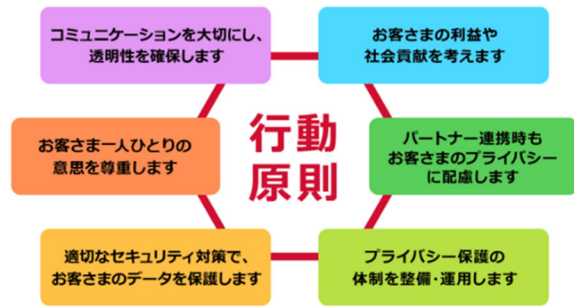 コミュニケーションを大切にし、
透明性を確保します
お客さまの利益や
社会貢献を考えます
お客さま一人ひとりの
意思を尊重します
行動
原則
パートナー連携時も
お客さまのプライバシー
に配慮します
適切なセキュリティ対策で、
お客さまのデータを保護します
プライバシー保護の
体制を整備・運用します